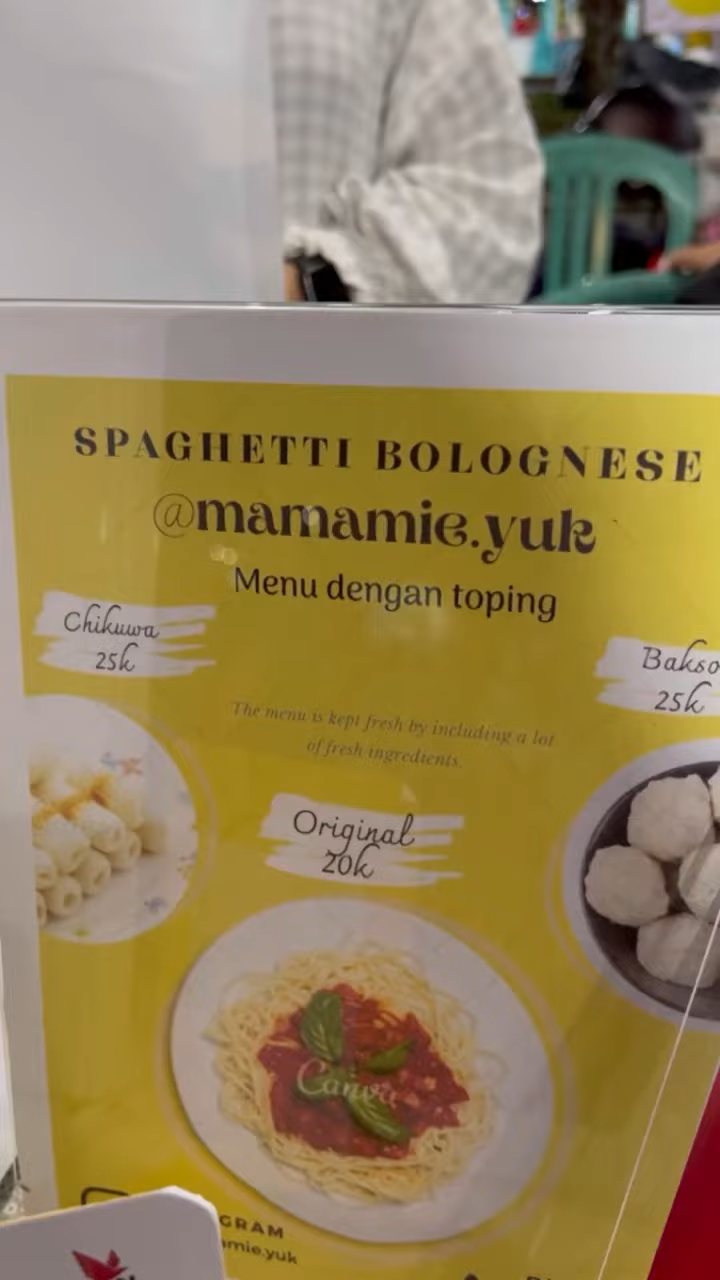 SPAGHETTI BOLOGNESE
@mamamie.yuk
Menu dengan toping
Chikuwa
25k
Bakso
25k
The menu is kept fresh by including a lot
of fresh ingredients.
Original
20k
Canva
GRAM
amie.yuk